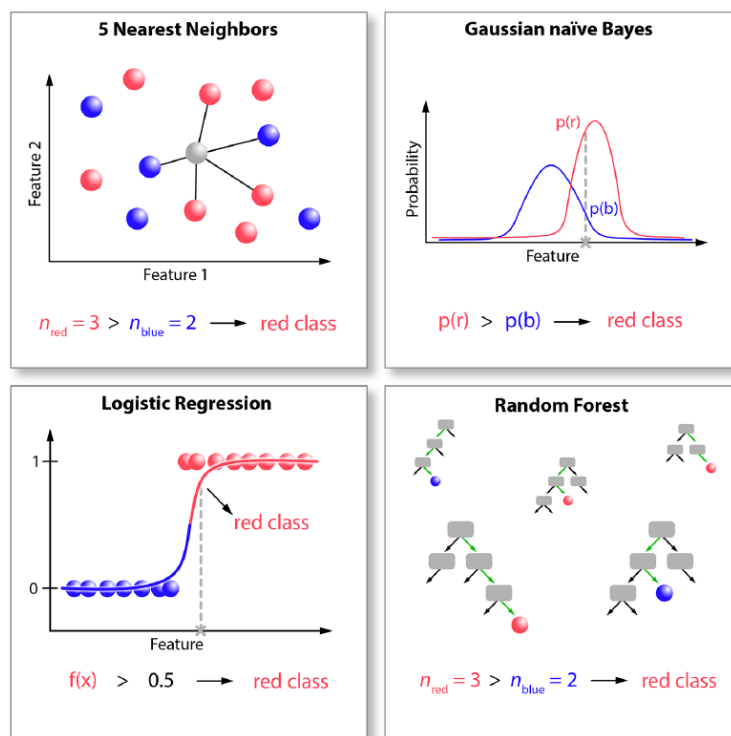 5 Nearest Neighbors
Feature 2
Feature 1
n_red = 3 > n_blue = 2 → red class
Gaussian naïve Bayes
Probability
p(r)
p(b)
Feature
p(r) > p(b) → red class
Logistic Regression
1
0
red class
Feature
f(x) > 0.5 → red class
Random Forest
n_red = 3 > n_blue = 2 → red class